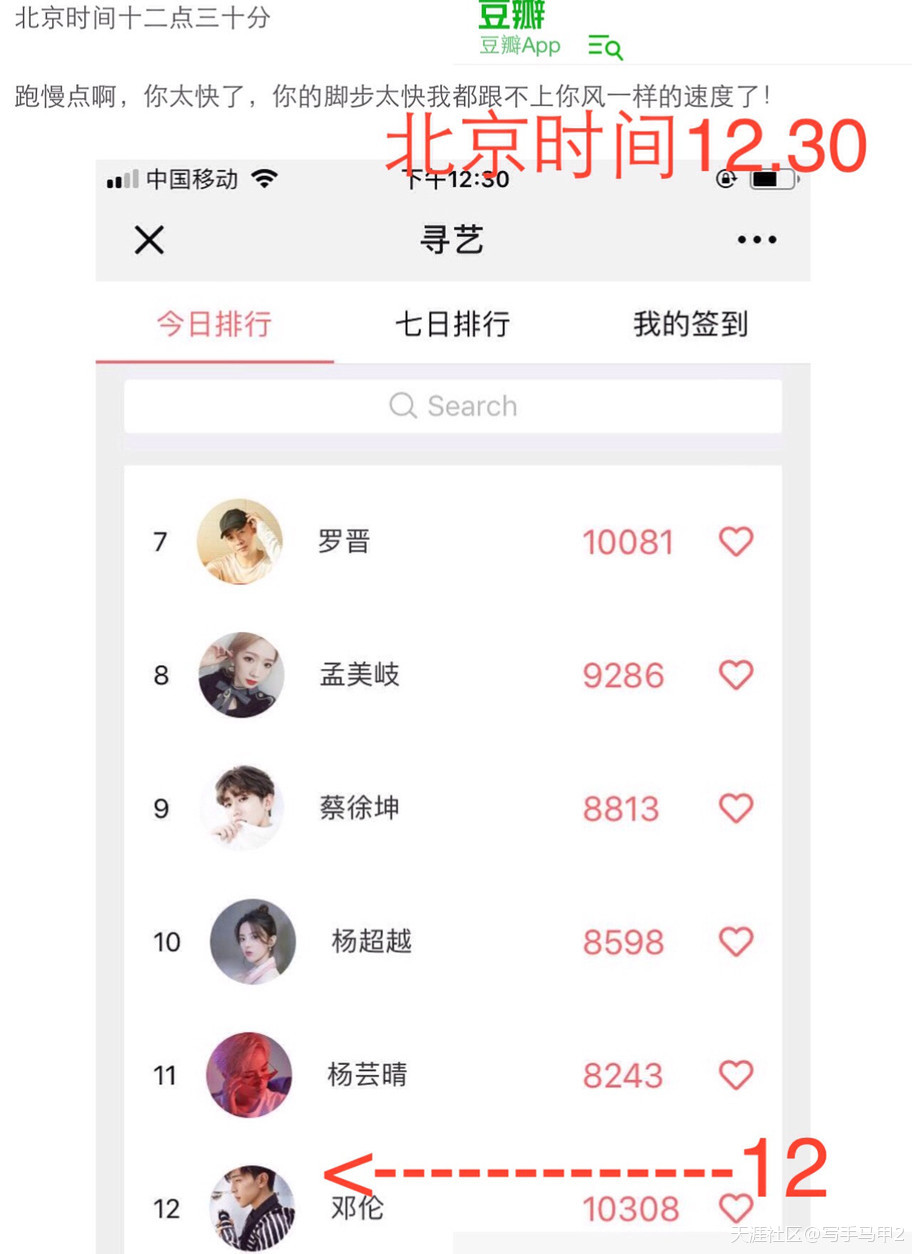 北京时间十二点三十分
豆瓣
豆瓣App
跑慢点啊，你太快了，你的脚步太快我都跟不上你风一样的速度了！
北京时间12.30
中国移动 下午12:30
寻艺
今日排行 七日排行 我的签到
Search
7 罗晋 10081
8 孟美岐 9286
9 蔡徐坤 8813
10 杨超越 8598
11 杨芸晴 8243
<-------------12
12 邓伦 10308
天涯社区@写手马甲2